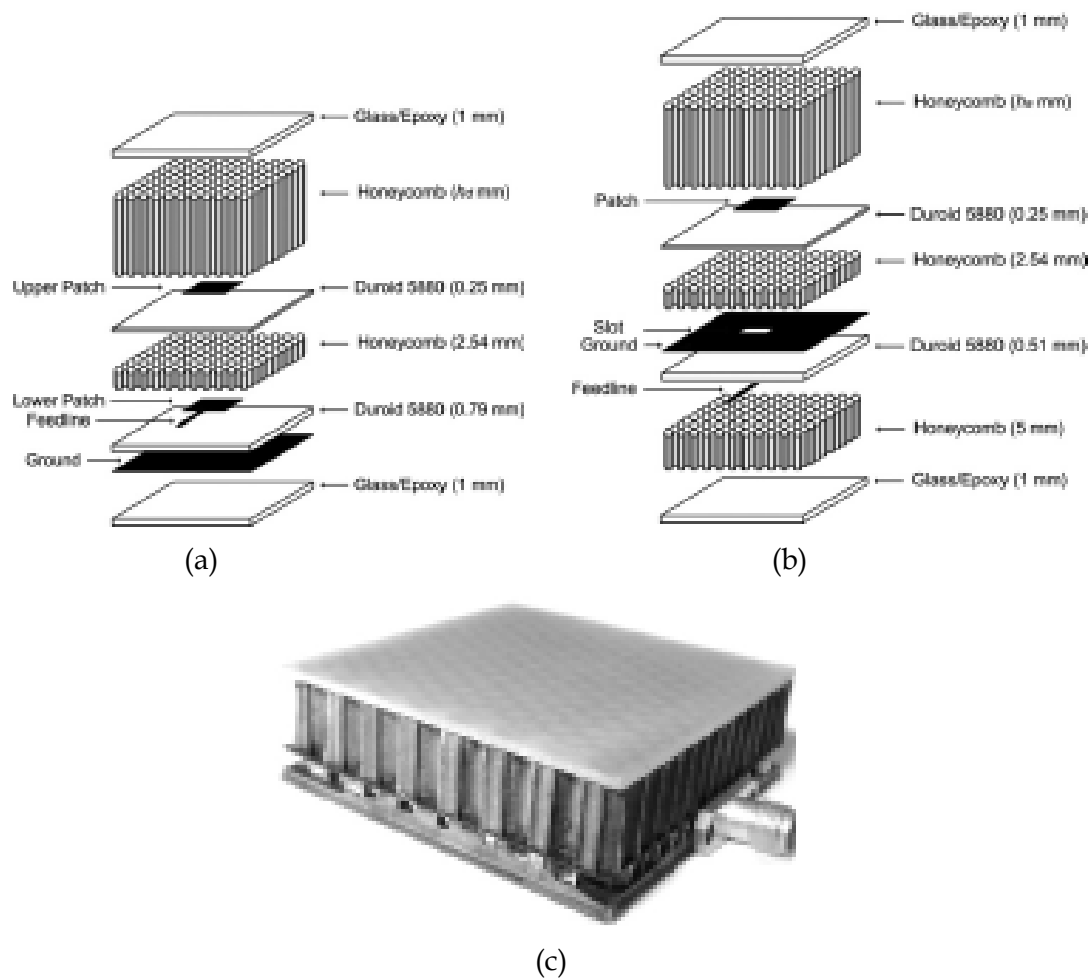 Glass/Epoxy (1 mm)
Honeycomb (mm)
Upper Patch
Duroid 5880 (0.25 mm)
Honeycomb (2.54 mm)
Lower Patch
Feedline
Duroid 5880 (0.79 mm)
Ground
Glass/Epoxy (1 mm)
(a)
Glass/Epoxy (1 mm)
Honeycomb (mm)
Patch
Duroid 5880 (0.25 mm)
Honeycomb (2.54 mm)
Slot
Ground
Duroid 5880 (0.51 mm)
Feedline
Honeycomb (5 mm)
Glass/Epoxy (1 mm)
(b)
(c)